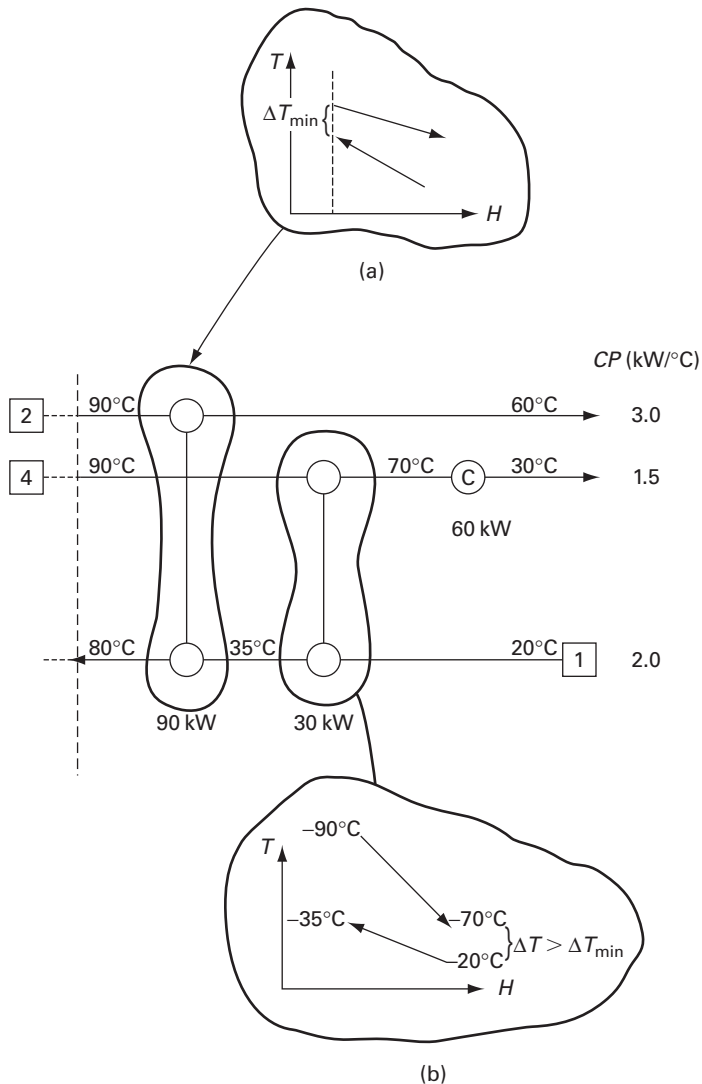 T
ΔTmin
H
(a)
CP (kW/°C)
2 90°C 60°C 3.0
4 90°C 70°C C 30°C 1.5
60 kW
80°C 35°C 20°C 1 2.0
90 kW 30 kW
–90°C
T
–35°C –70°C
ΔT > ΔTmin
–20°C
H
(b)